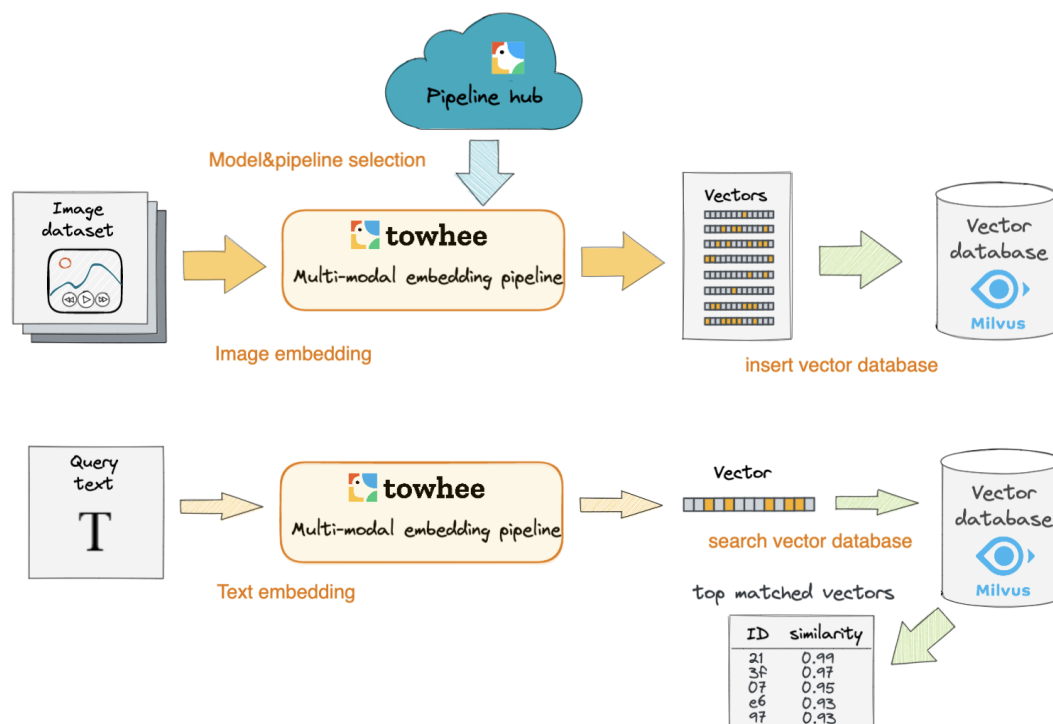 Pipeline hub
Model&pipeline selection
Image
dataset
towhee
Multi-modal embedding pipeline
Vectors
Vector
database
Milvus
Image embedding
insert vector database
Query
text
T
towhee
Multi-modal embedding pipeline
Vector
Vector
database
Milvus
search vector database
Text embedding
top matched vectors
ID similarity
21 0.99
3f 0.97
07 0.95
e6 0.93
97 0.93